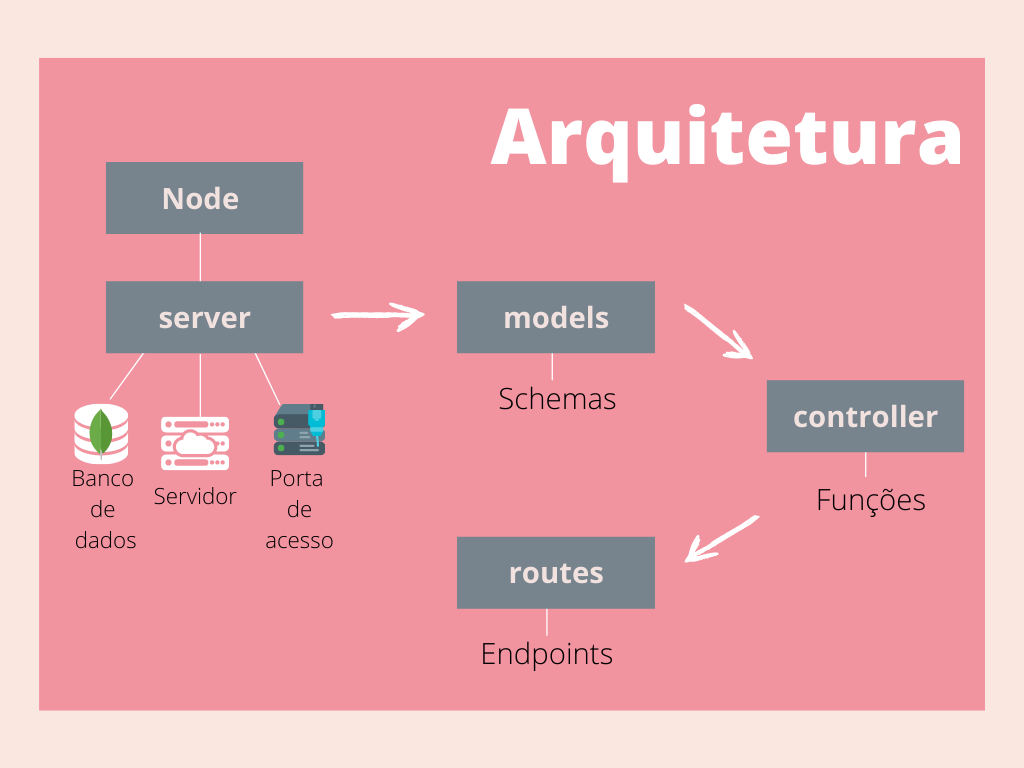 Arquitetura
Node
server
Banco
de
dados
Servidor
Porta
de
acesso
models
Schemas
controller
Funções
routes
Endpoints